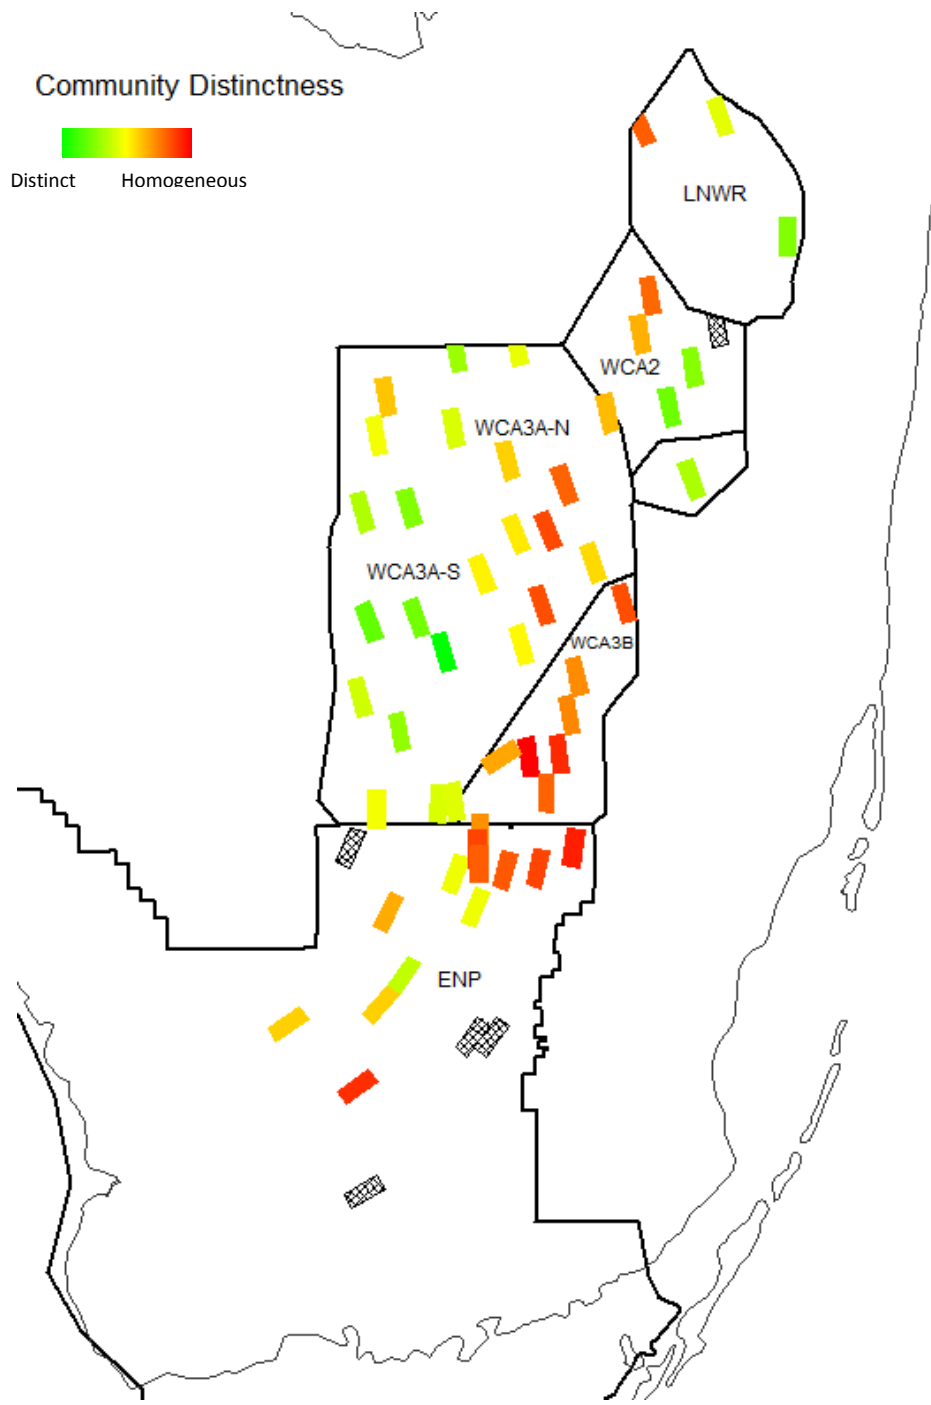 Community Distinctness
Distinct Homogeneous
LNWR
WCA2
WCA3A-N
WCA3A-S
WCA3B
ENP